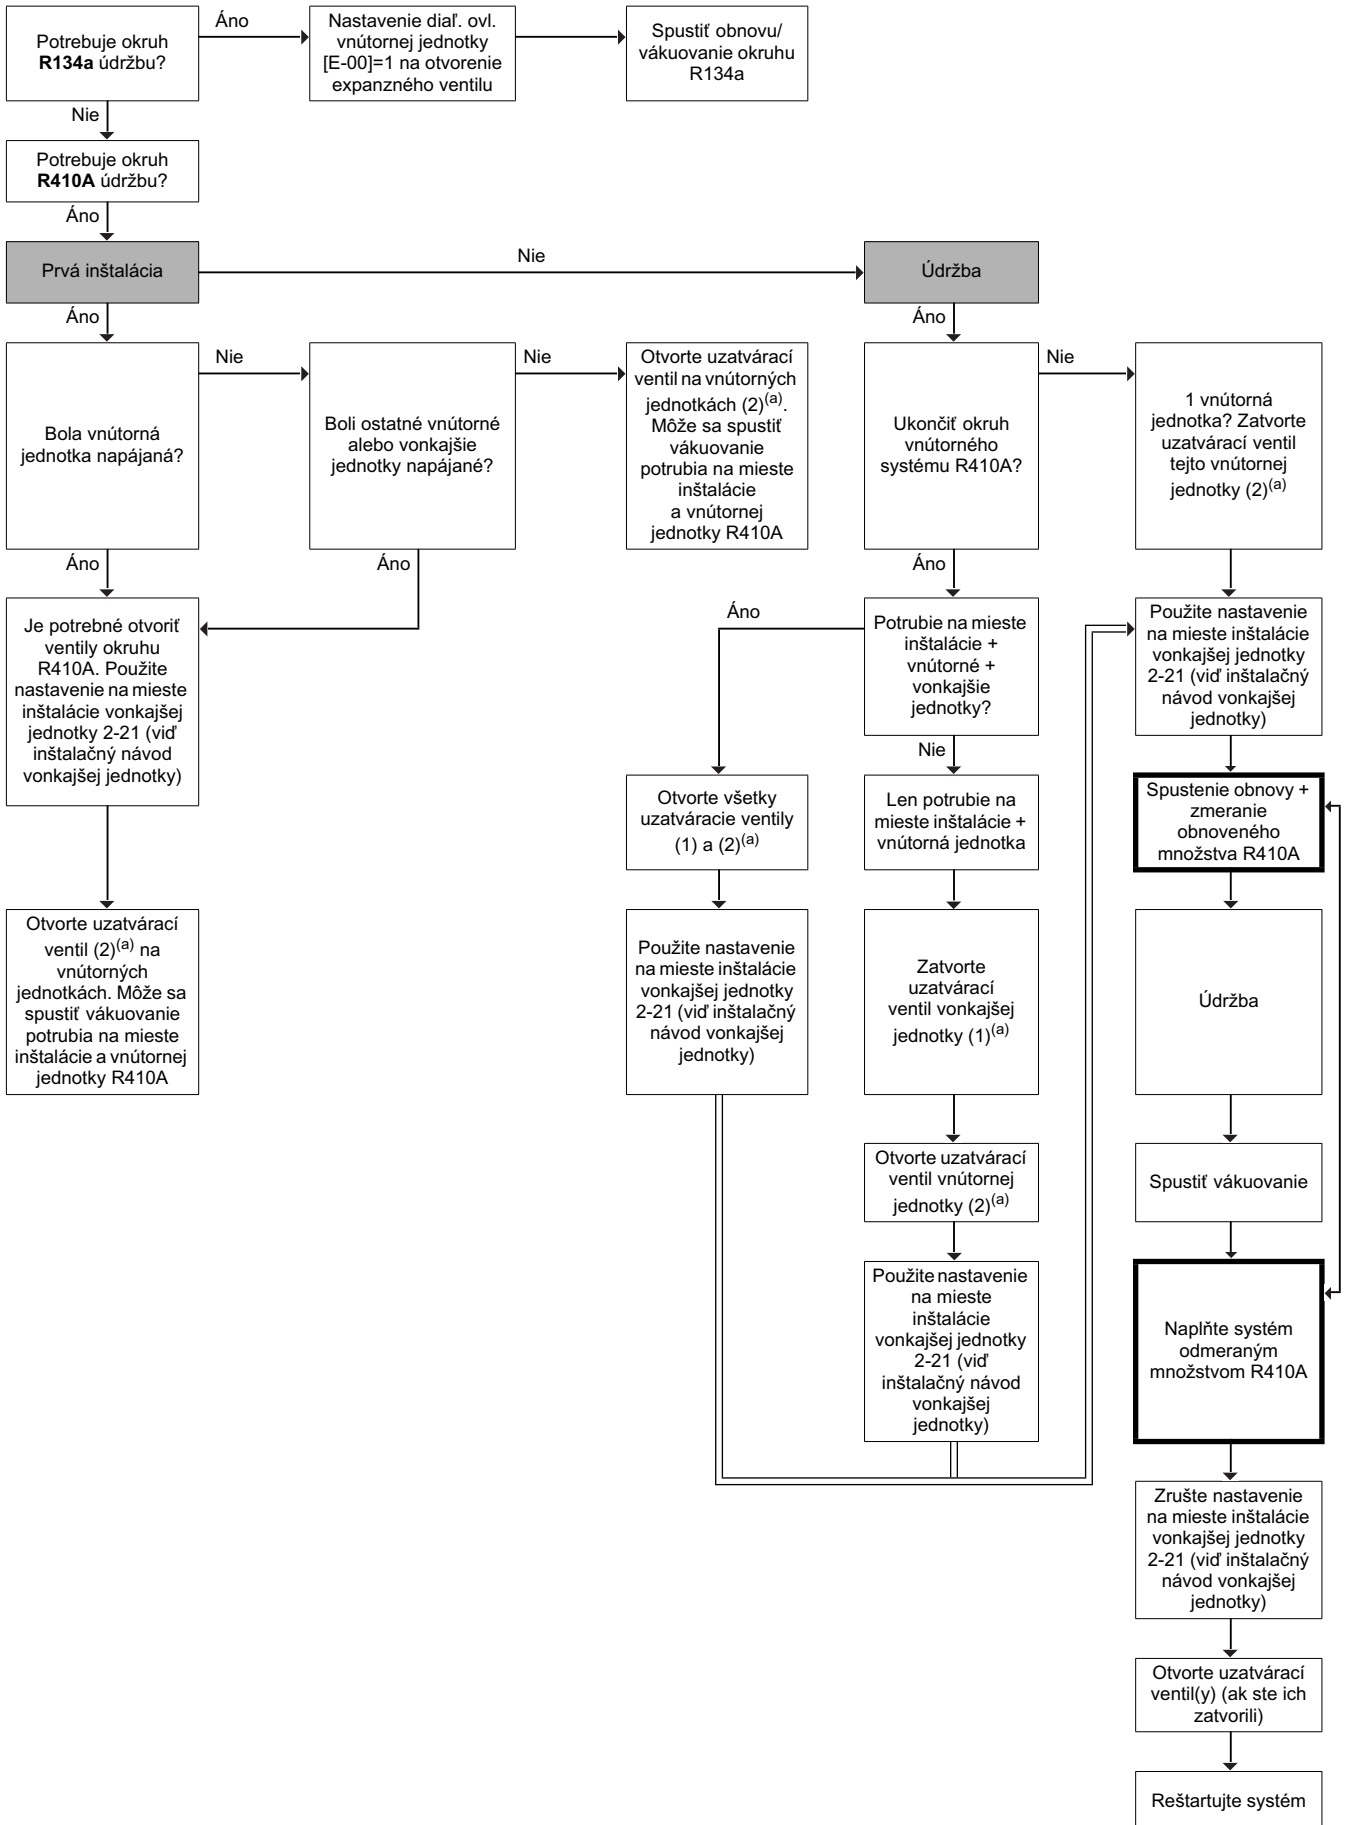 Potrebuje okruh
R134a údržbu?
Áno
Nastavenie diaľ. ovl.
vnútornej jednotky
[E-00]=1 na otvorenie
expanzného ventilu
Spustiť obnovu/
vákuovanie okruhu
R134a
Nie
Potrebuje okruh
R410A údržbu?
Áno
Prvá inštalácia
Nie
Údržba
Áno
Áno
Bola vnútorná
jednotka napájaná?
Nie
Boli ostatné vnútorné
alebo vonkajšie
jednotky napájané?
Nie
Otvorte uzatvárací
ventil na vnútorných
jednotkách (2)(a).
Môže sa spustiť
vákuovanie
potrubia na mieste
inštalácie
a vnútornej
jednotky R410A
Ukončiť okruh
vnútorného
systému R410A?
Nie
1 vnútorná
jednotka? Zatvorte
uzatvárací ventil
tejto vnútornej
jednotky (2)(a)
Áno
Áno
Áno
Je potrebné otvoriť
ventily okruhu
R410A. Použite
nastavenie na mieste
inštalácie vonkajšej
jednotky 2-21 (viď
inštalačný návod
vonkajšej jednotky)
Áno
Potrubie na mieste
inštalácie +
vnútorné +
vonkajšie
jednotky?
Použite nastavenie
na mieste inštalácie
vonkajšej jednotky
2-21 (viď inštalačný
návod vonkajšej
jednotky)
Nie
Otvorte všetky
uzatváracie ventily
(1) a (2)(a)
Len potrubie na
mieste inštalácie +
vnútorná jednotka
Spustenie obnovy +
zmeranie
obnoveného
množstva R410A
Otvorte uzatvárací
ventil (2)(a) na
vnútorných
jednotkách. Môže sa
spustiť vákuovanie
potrubia na mieste
inštalácie a vnútornej
jednotky R410A
Použite nastavenie
na mieste inštalácie
vonkajšej jednotky
2-21 (viď inštalačný
návod vonkajšej
jednotky)
Zatvorte
uzatvárací
ventil vonkajšej
jednotky (1)(a)
Údržba
Otvorte uzatvárací
ventil vnútornej
jednotky (2)(a)
Spustiť vákuovanie
Použite nastavenie
na mieste
inštalácie
vonkajšej jednotky
2-21 (viď
inštalačný návod
vonkajšej
jednotky)
Naplňte systém
odmeraným
množstvom R410A
Zrušte nastavenie
na mieste inštalácie
vonkajšej jednotky
2-21 (viď inštalačný
návod vonkajšej
jednotky)
Otvorte uzatvárací
ventil(y) (ak ste ich
zatvorili)
Reštartujte systém